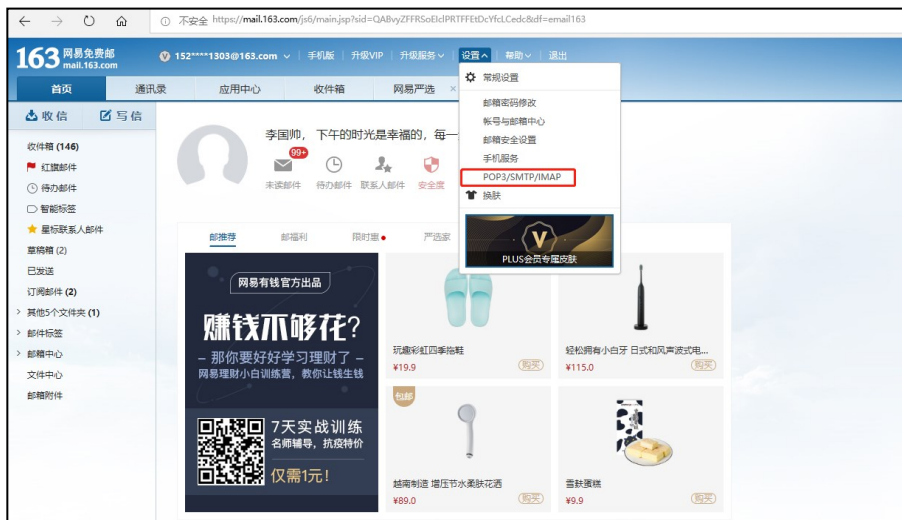 不安全 https://mail.163.com/js6/main.jsp?sid=QABvyZFFRSoEIclPRTFFEtDcYfcLCedc&df=email163
163 网易免费邮
mail.163.com
152****1303@163.com
手机版
升级VIP
升级服务
设置
帮助
退出
首页
通讯录
应用中心
收件箱
网易严选 ×
收信
写信
收件箱 (146)
红旗邮件
待办邮件
智能标签
星标联系人邮件
草稿箱 (2)
已发送
订阅邮件 (2)
其他5个文件夹 (1)
邮件标签
邮箱中心
文件中心
邮箱附件
李国帅，下午的时光是幸福的，每一
99+
未读邮件
待办邮件
联系人邮件
安全度
常规设置
邮箱密码修改
帐号与邮箱中心
邮箱安全设置
手机服务
POP3/SMTP/IMAP
换肤
V
PLUS会员专属皮肤
邮推荐
邮福利
限时惠
严选家
网易有钱官方出品
赚钱不够花?
– 那你要好好学习理财了 –
网易理财小白训练营，教你让钱生钱
7天实战训练
名师辅导，抗疫特价
仅需1元!
玩趣彩虹四季拖鞋
¥19.9
购买
轻松拥有小白牙 日式和风声波式电...
¥115.0
购买
包邮
越南制造 增压节水柔肤花洒
¥89.0
购买
雪麸蛋糕
¥9.9
购买